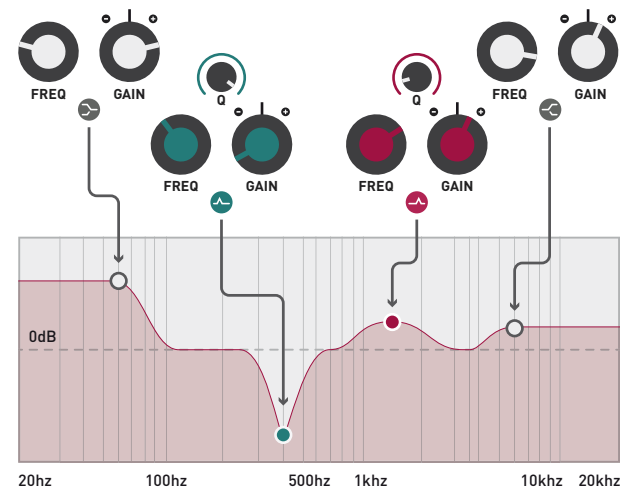 FREQ GAIN
FREQ GAIN
Q
Q
FREQ GAIN
FREQ GAIN
0dB
20hz 100hz 500hz 1khz 10khz 20khz